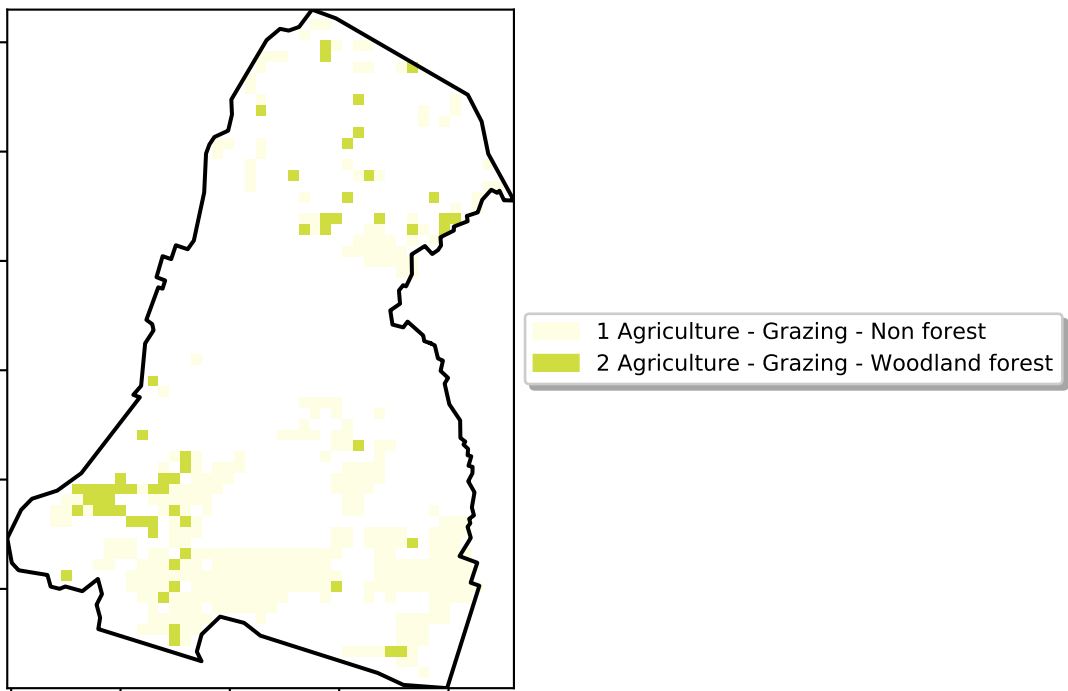 1 Agriculture - Grazing - Non forest
2 Agriculture - Grazing - Woodland forest